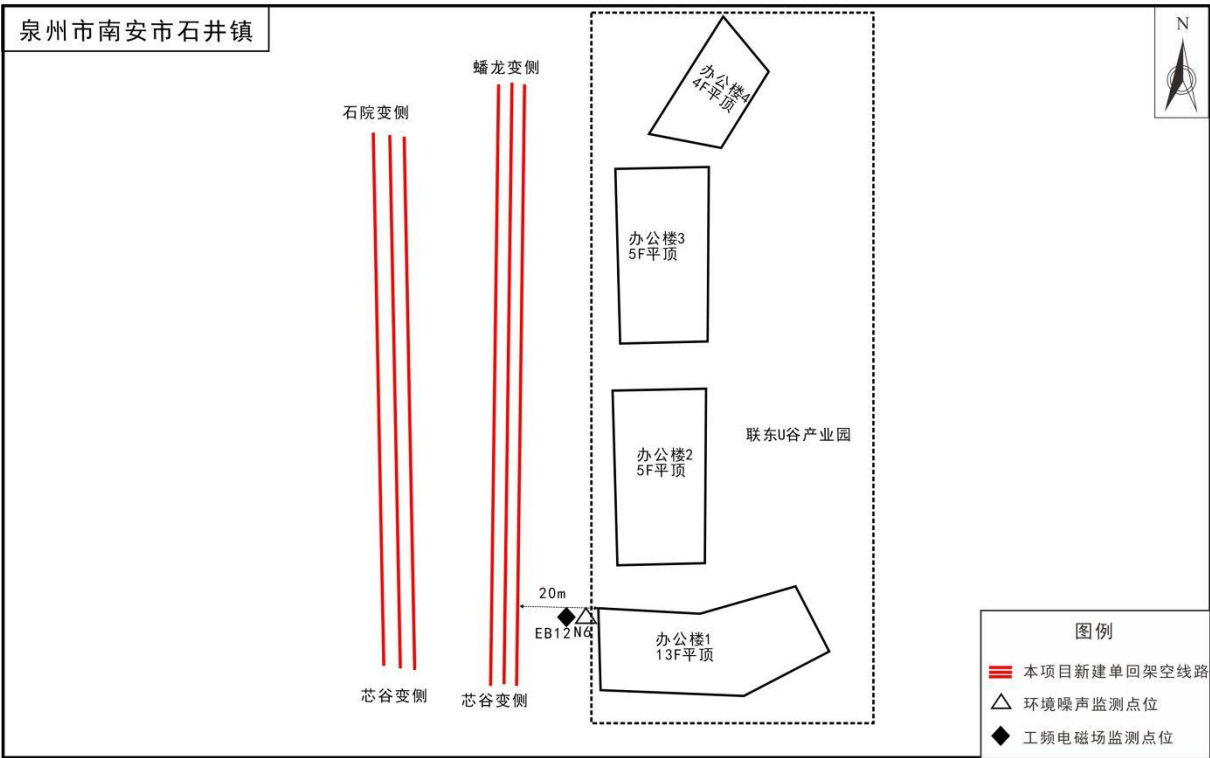 泉州市南安市石井镇
N
蟠龙变侧
石院变侧
办公楼4
4F平顶
办公楼3
5F平顶
办公楼2
5F平顶
联东U谷产业园
20m
EB12
N6
办公楼1
13F平顶
芯谷变侧
芯谷变侧
图例
本项目新建单回架空线路
环境噪声监测点位
工频电磁场监测点位